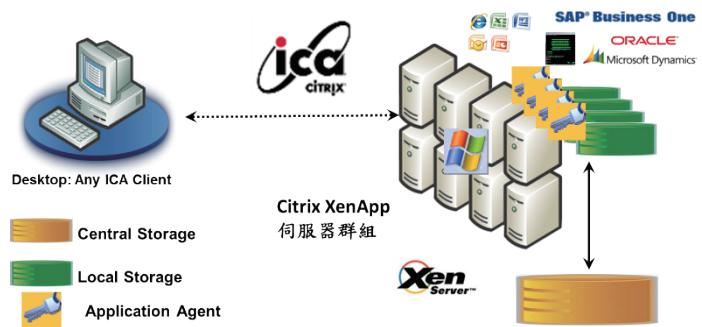 SAP® Business One
ORACLE®
Microsoft Dynamics
ica
CITRIX
Desktop: Any ICA Client
Citrix XenApp
伺服器群組
Central Storage
Local Storage
Application Agent
Xen
Server™